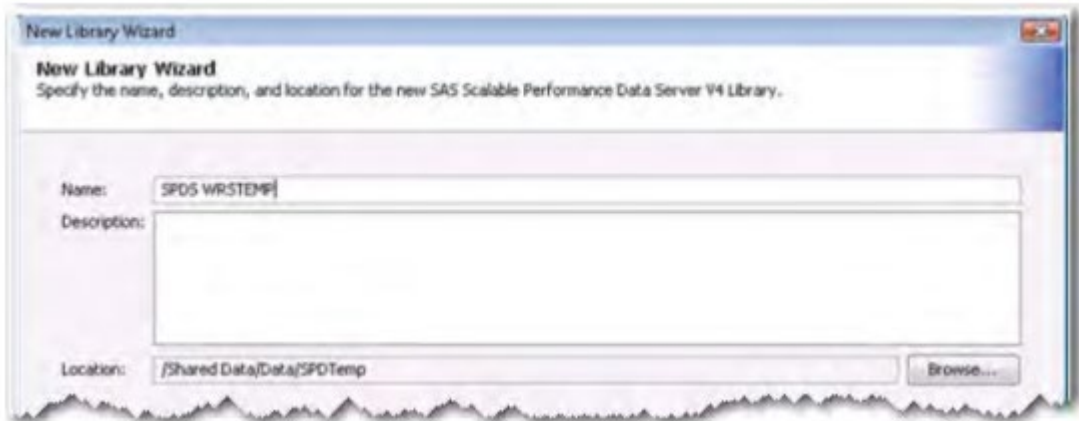 New Library Wizard
New Library Wizard
Specify the name, description, and location for the new SAS Scalable Performance Data Server V4 Library.
Name: SPDS WRSTEMP
Description:
Location: /Shared Data/Data/SPDTemp Browse...